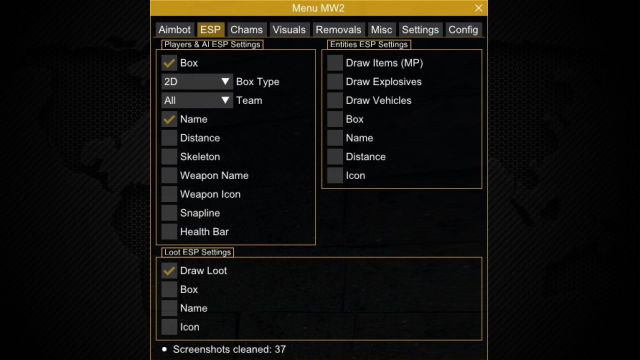 Menu MW2
Aimbot ESP Chams Visuals Removals Misc Settings Config
Players & AI ESP Settings
Box
2D Box Type
All Team
Name
Distance
Skeleton
Weapon Name
Weapon Icon
Snapline
Health Bar
Entities ESP Settings
Draw Items (MP)
Draw Explosives
Draw Vehicles
Box
Name
Distance
Icon
Loot ESP Settings
Draw Loot
Box
Name
Icon
Screenshots cleaned: 37